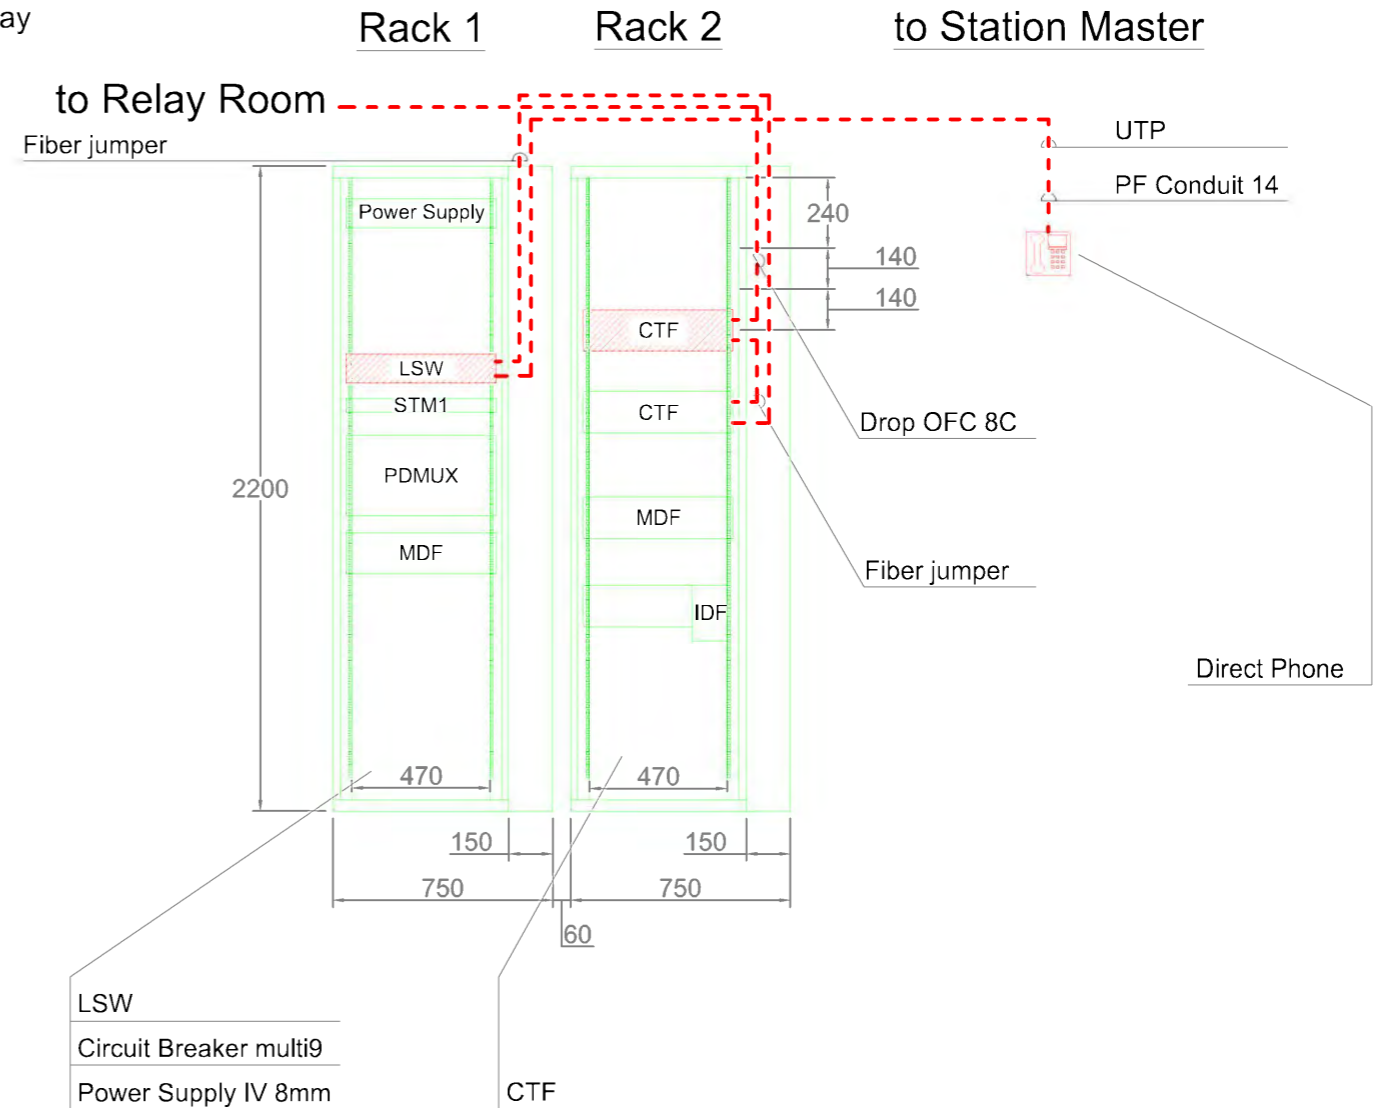 ay
Rack 1
Rack 2
to Station Master
to Relay Room
Fiber jumper
UTP
PF Conduit 14
Power Supply
240
140
140
CTF
LSW
STM1
CTF
Drop OFC 8C
PDMUX
2200
MDF
MDF
Fiber jumper
IDF
Direct Phone
470
470
150
150
750
750
60
LSW
Circuit Breaker multi9
Power Supply IV 8mm
CTF